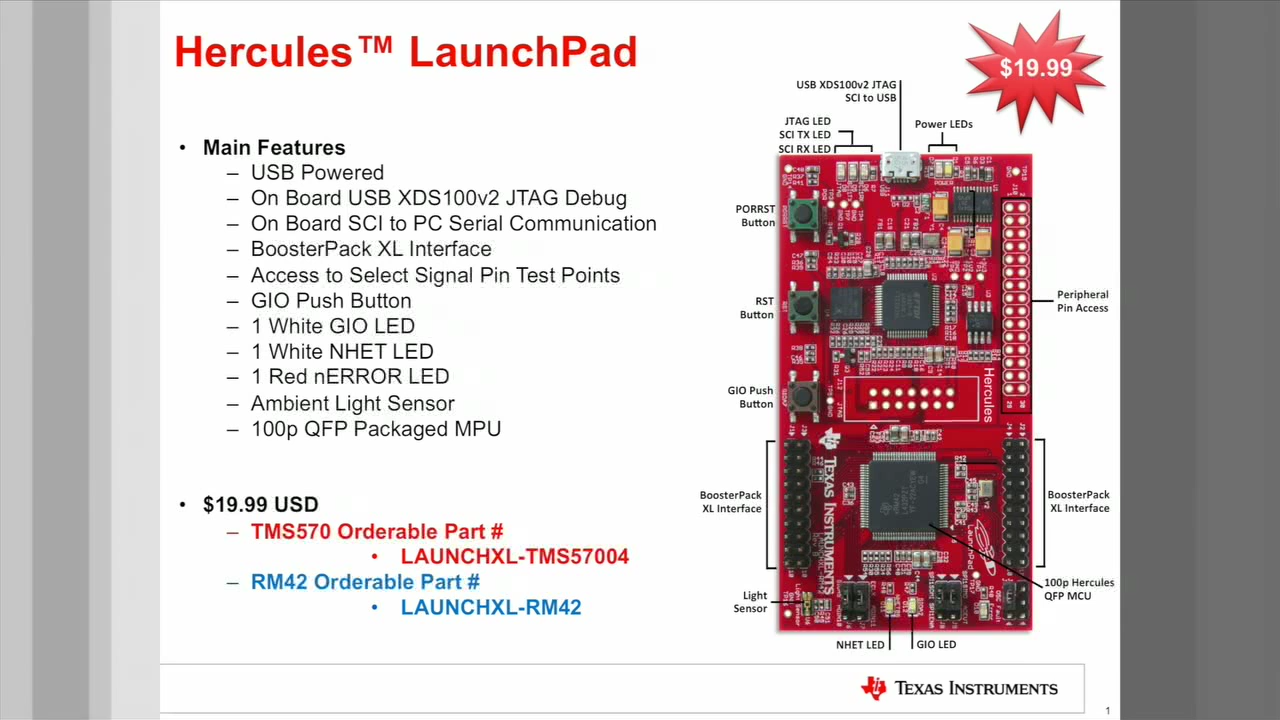 Hercules™ LaunchPad
$19.99
• Main Features
– USB Powered
– On Board USB XDS100v2 JTAG Debug
– On Board SCI to PC Serial Communication
– BoosterPack XL Interface
– Access to Select Signal Pin Test Points
– GIO Push Button
– 1 White GIO LED
– 1 White NHET LED
– 1 Red nERROR LED
– Ambient Light Sensor
– 100p QFP Packaged MPU
• $19.99 USD
– TMS570 Orderable Part #
• LAUNCHXL-TMS57004
– RM42 Orderable Part #
• LAUNCHXL-RM42
USB XDS100v2 JTAG
SCI to USB
JTAG LED
SCI TX LED
SCI RX LED
Power LEDs
PORRST
Button
RST
Button
Peripheral
Pin Access
GIO Push
Button
BoosterPack
XL Interface
BoosterPack
XL Interface
Light
Sensor
100p Hercules
QFP MCU
NHET LED
GIO LED
POWER
Hercules
JTAG
TEXAS INSTRUMENTS
LaunchPad
TEXAS INSTRUMENTS
1